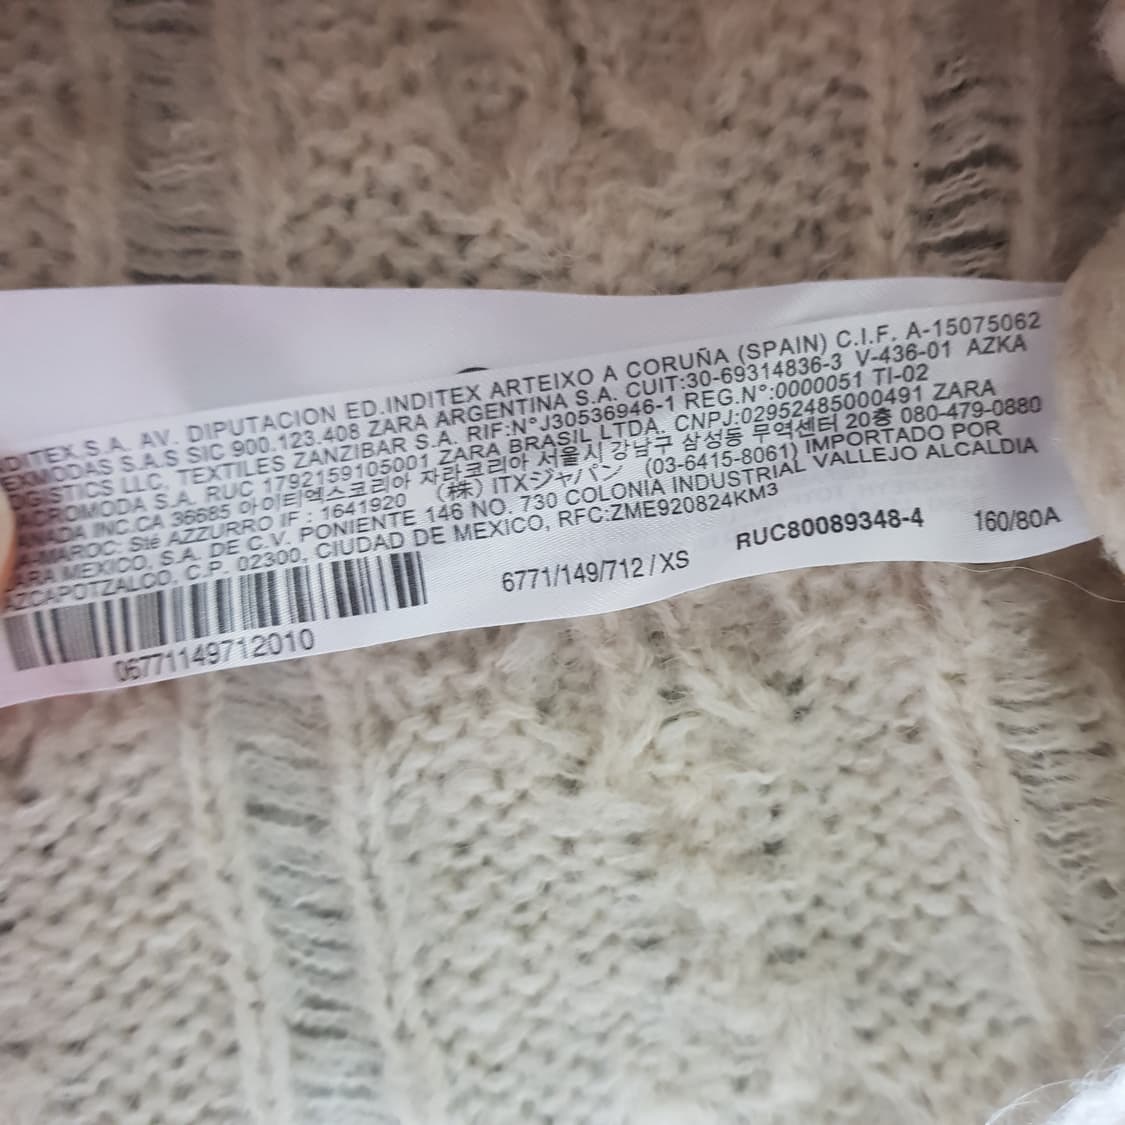 INDITEX S.A. AV. DIPUTACION ED.INDITEX ARTEIXO A CORUÑA (SPAIN) C.I.F. A-15075062
TEXMODAS S.A.S SIC 900.123.408 ZARA ARGENTINA S.A. CUIT:30-69314836-3 V-436-01 AZKA
LOGISTICS LLC, TEXTILES ZANZIBAR S.A. RIF:N°J30536946-1 REG.N°:0000051 TI-02
S.A. RUC 1792159105001 ZARA BRASIL LTDA. CNPJ:02952485000491 ZARA
CANADA INC.CA 36685 아이티엑스코리아 자라코리아 서울시 강남구 삼성동 무역센터 20층 080-479-0880
MAROC: Sté AZZURRO IF : 1641920 (株) ITXジャパン (03-6415-8061) IMPORTADO POR
ZARA MEXICO, S.A. DE C.V. PONIENTE 146 NO. 730 COLONIA INDUSTRIAL VALLEJO ALCALDIA
AZCAPOTZALCO, C.P. 02300, CIUDAD DE MEXICO, RFC:ZME920824KM3
RUC80089348-4 160/80A
6771/149/712 / XS
06771149712010